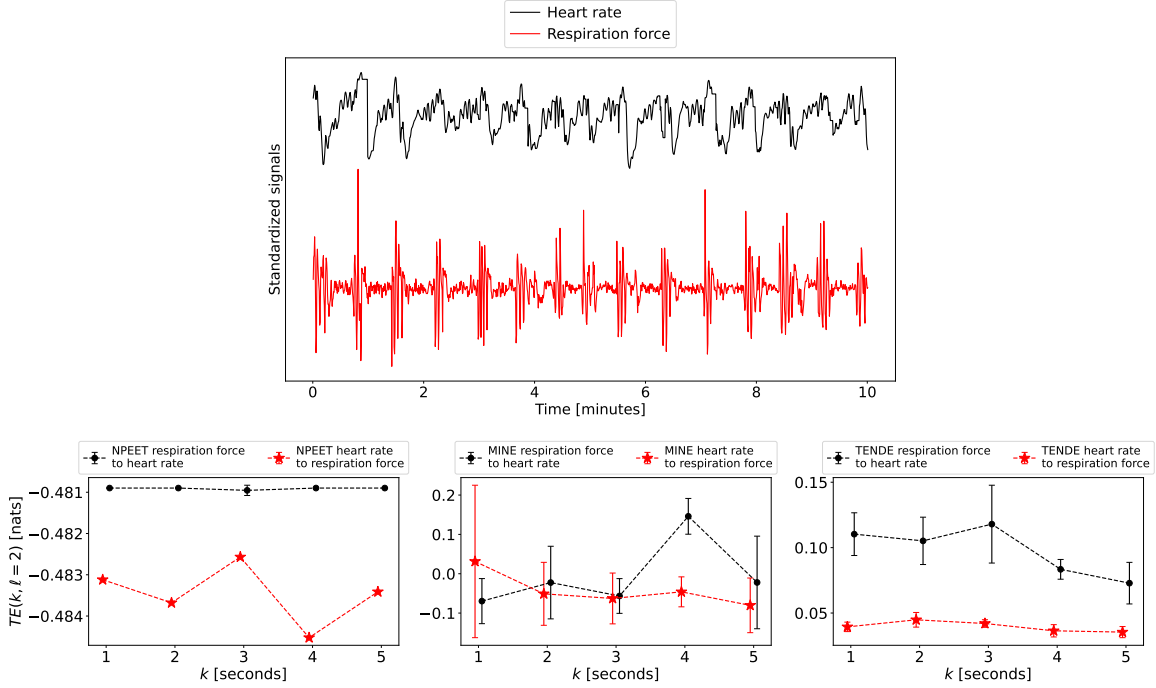 Heart rate
Respiration force
Standardized signals
0 2 4 6 8 10
Time [minutes]
NPEET respiration force
to heart rate
NPEET heart rate
to respiration force
MINE respiration force
to heart rate
MINE heart rate
to respiration force
TENDE respiration force
to heart rate
TENDE heart rate
to respiration force
TE(k, ℓ = 2) [nats]
−0.481
−0.482
−0.483
−0.484
1 2 3 4 5
k [seconds]
0.2
0.1
0.0
−0.1
1 2 3 4 5
k [seconds]
0.15
0.10
0.05
1 2 3 4 5
k [seconds]